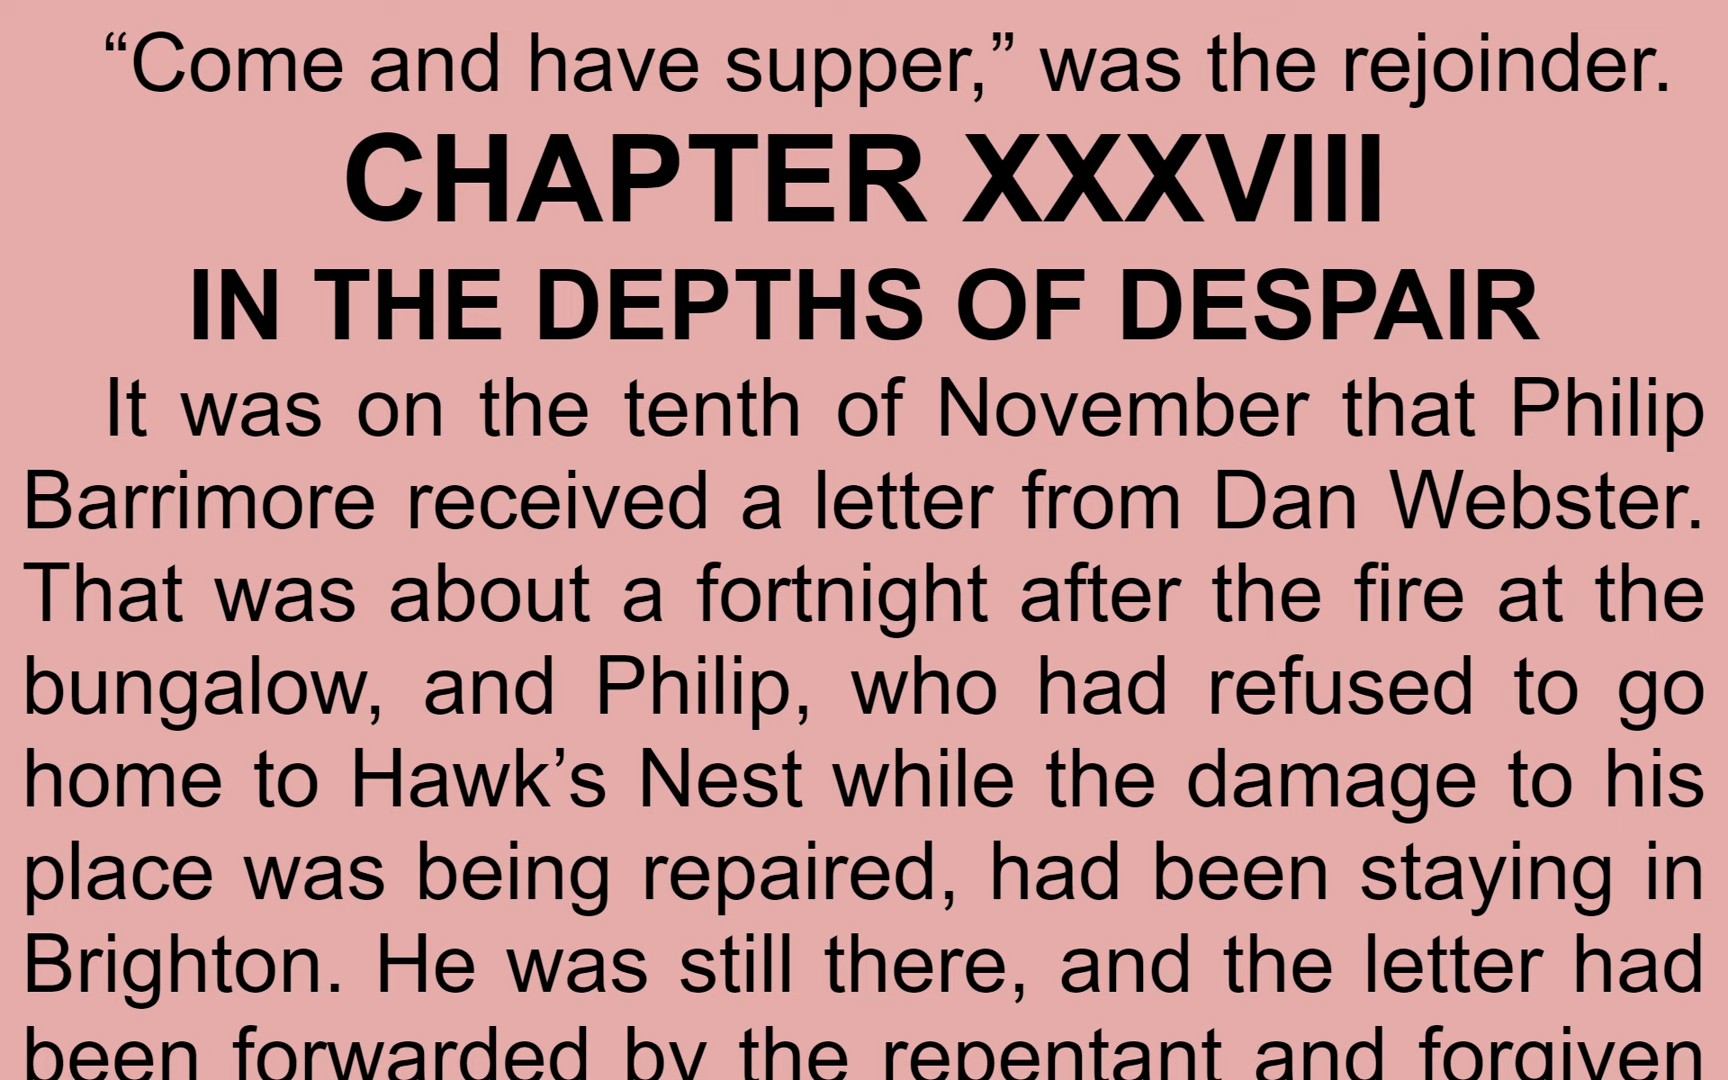 “Come and have supper,” was the rejoinder.
CHAPTER XXXVIII
IN THE DEPTHS OF DESPAIR
It was on the tenth of November that Philip
Barrimore received a letter from Dan Webster.
That was about a fortnight after the fire at the
bungalow, and Philip, who had refused to go
home to Hawk’s Nest while the damage to his
place was being repaired, had been staying in
Brighton. He was still there, and the letter had
been forwarded by the repentant and forgiven